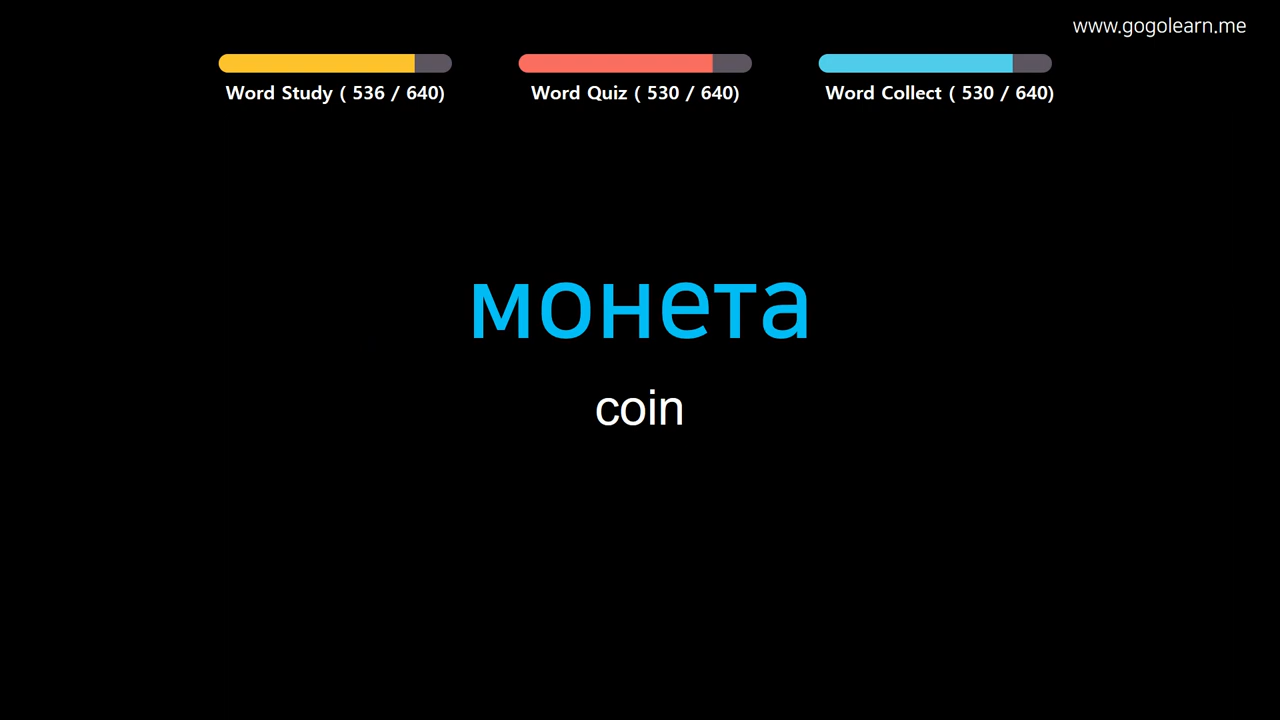 www.gogolearn.me
Word Study ( 536 / 640)
Word Quiz ( 530 / 640)
Word Collect ( 530 / 640)
монета
coin